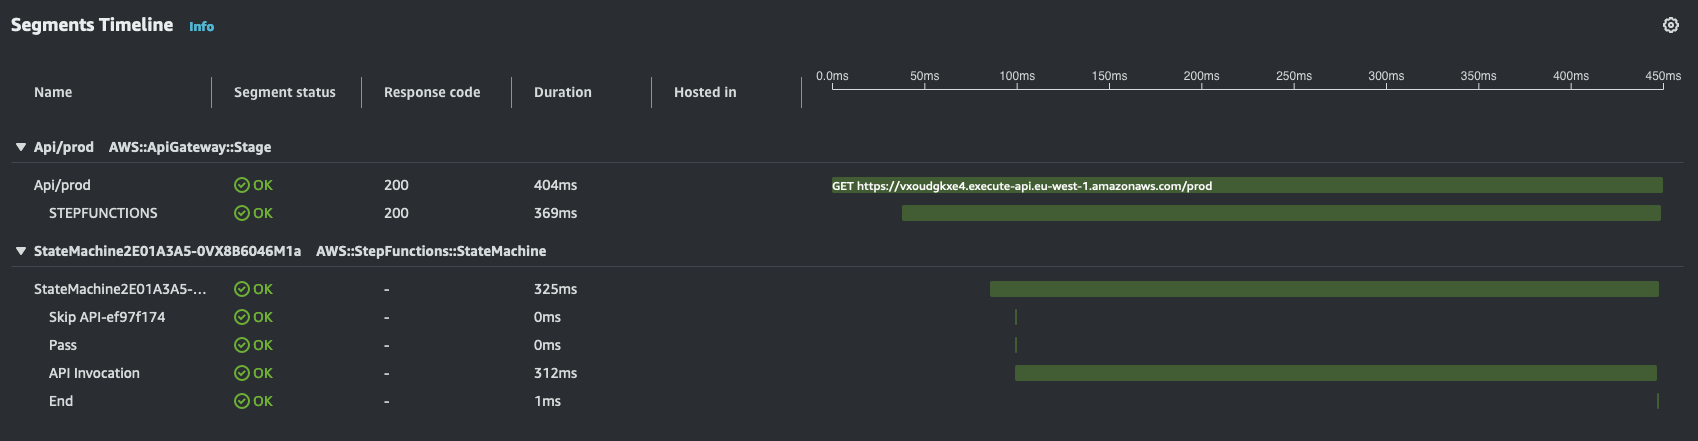 Segments Timeline Info
0.0ms 50ms 100ms 150ms 200ms 250ms 300ms 350ms 400ms 450ms
Name Segment status Response code Duration Hosted in
Api/prod AWS::ApiGateway::Stage
Api/prod OK 200 404ms GET https://vxoudgkxe4.execute-api.eu-west-1.amazonaws.com/prod
STEPFUNCTIONS OK 200 369ms
StateMachine2E01A3A5-0VX8B6046M1a AWS::StepFunctions::StateMachine
StateMachine2E01A3A5-... OK - 325ms
Skip API-ef97f174 OK - 0ms
Pass OK - 0ms
API Invocation OK - 312ms
End OK - 1ms